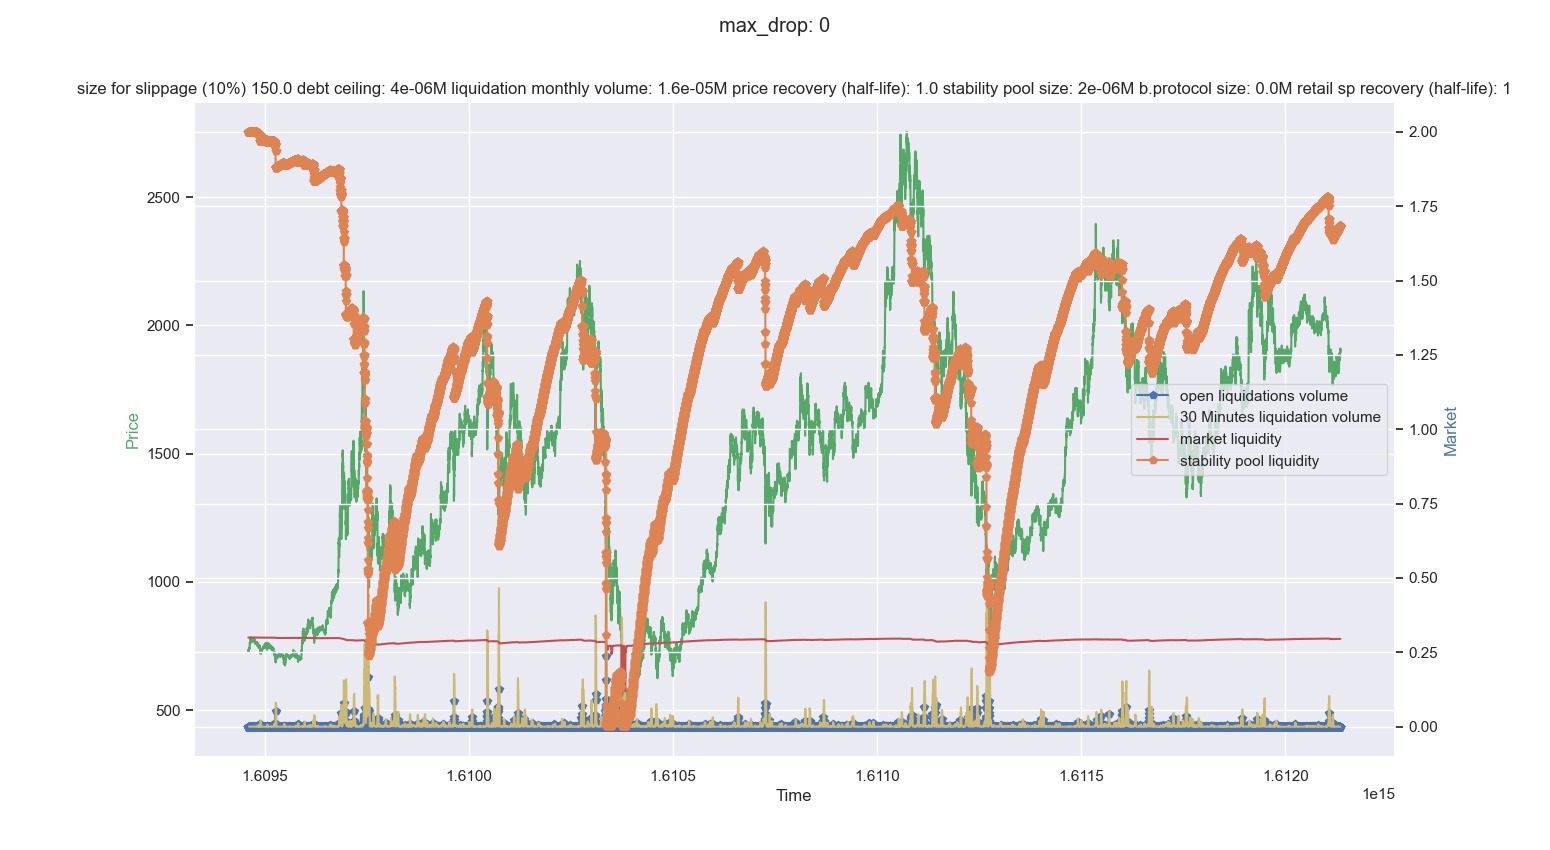 max_drop: 0
size for slippage (10%) 150.0 debt ceiling: 4e-06M liquidation monthly volume: 1.6e-05M price recovery (half-life): 1.0 stability pool size: 2e-06M b.protocol size: 0.0M retail sp recovery (half-life): 1
2500
2000
1500
1000
500
Price
2.00
1.75
1.50
1.25
1.00
0.75
0.50
0.25
0.00
Market
open liquidations volume
30 Minutes liquidation volume
market liquidity
stability pool liquidity
1.6095 1.6100 1.6105 1.6110 1.6115 1.6120
Time
1e15